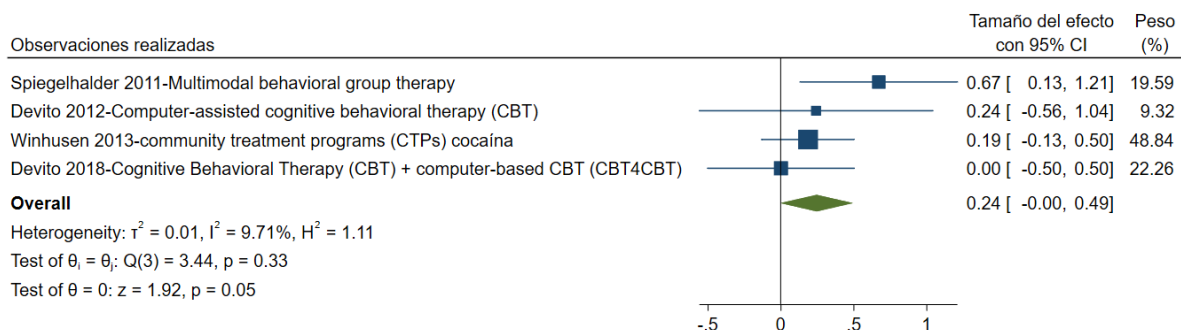 Tamaño del efecto Peso
Observaciones realizadas con 95% CI (%)
Spiegelhalder 2011-Multimodal behavioral group therapy 0.67 [ 0.13, 1.21] 19.59
Devito 2012-Computer-assisted cognitive behavioral therapy (CBT) 0.24 [ -0.56, 1.04] 9.32
Winhusen 2013-community treatment programs (CTPs) cocaína 0.19 [ -0.13, 0.50] 48.84
Devito 2018-Cognitive Behavioral Therapy (CBT) + computer-based CBT (CBT4CBT) 0.00 [ -0.50, 0.50] 22.26
Overall 0.24 [ -0.00, 0.49]
Heterogeneity: τ² = 0.01, I² = 9.71%, H² = 1.11
Test of θᵢ = θⱼ: Q(3) = 3.44, p = 0.33
Test of θ = 0: z = 1.92, p = 0.05
-.5 0 .5 1